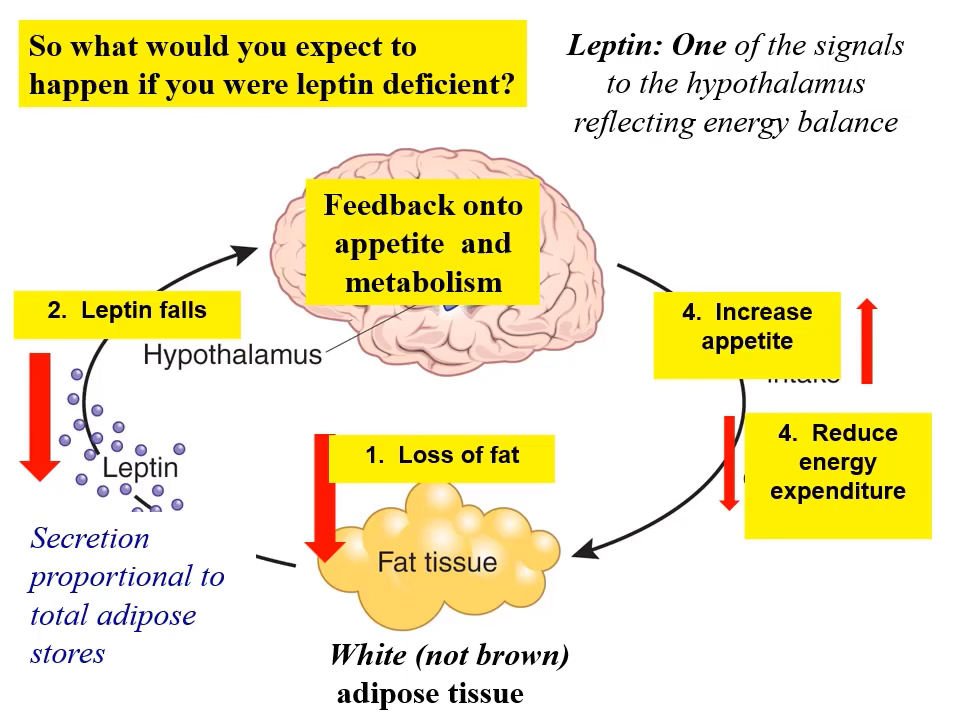 So what would you expect to
happen if you were leptin deficient?
Leptin: One of the signals
to the hypothalamus
reflecting energy balance
Feedback onto
appetite and
metabolism
2. Leptin falls
Hypothalamus
4. Increase
appetite
intake
4. Reduce
energy
expenditure
Leptin
1. Loss of fat
Fat tissue
Secretion
proportional to
total adipose
stores
White (not brown)
adipose tissue